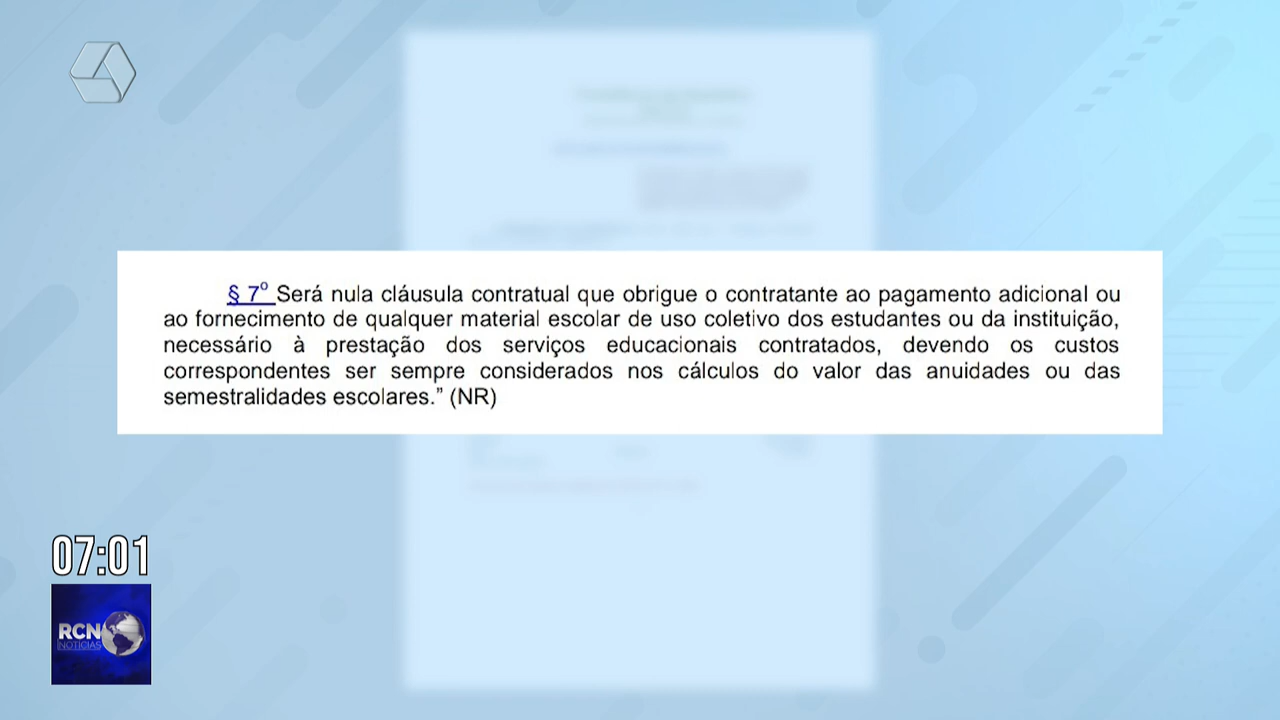 § 7º Será nula cláusula contratual que obrigue o contratante ao pagamento adicional ou
ao fornecimento de qualquer material escolar de uso coletivo dos estudantes ou da instituição,
necessário à prestação dos serviços educacionais contratados, devendo os custos
correspondentes ser sempre considerados nos cálculos do valor das anuidades ou das
semestralidades escolares.” (NR)
07:01
RCN
NOTÍCIAS